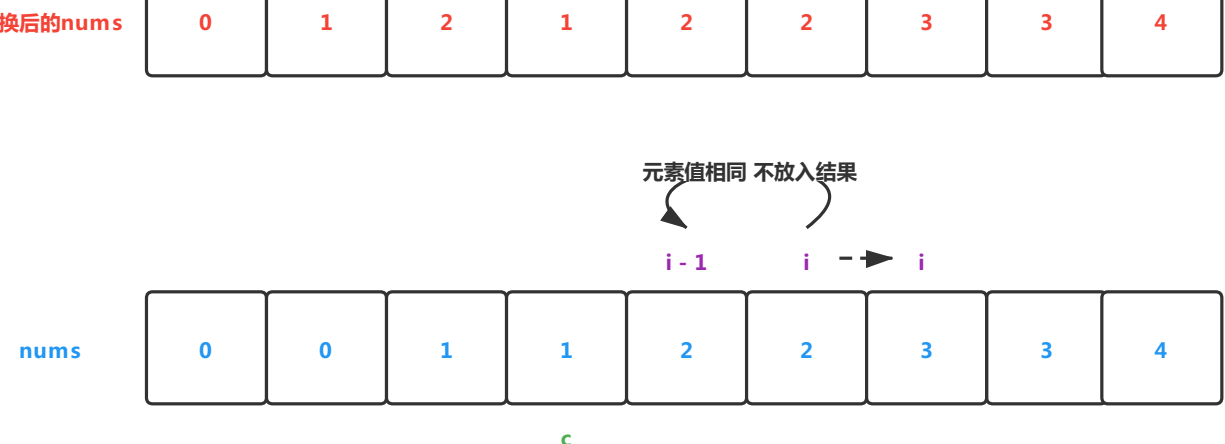 换后的nums 0 1 2 1 2 2 3 3 4
元素值相同 不放入结果
i - 1 i i
nums 0 0 1 1 2 2 3 3 4
c